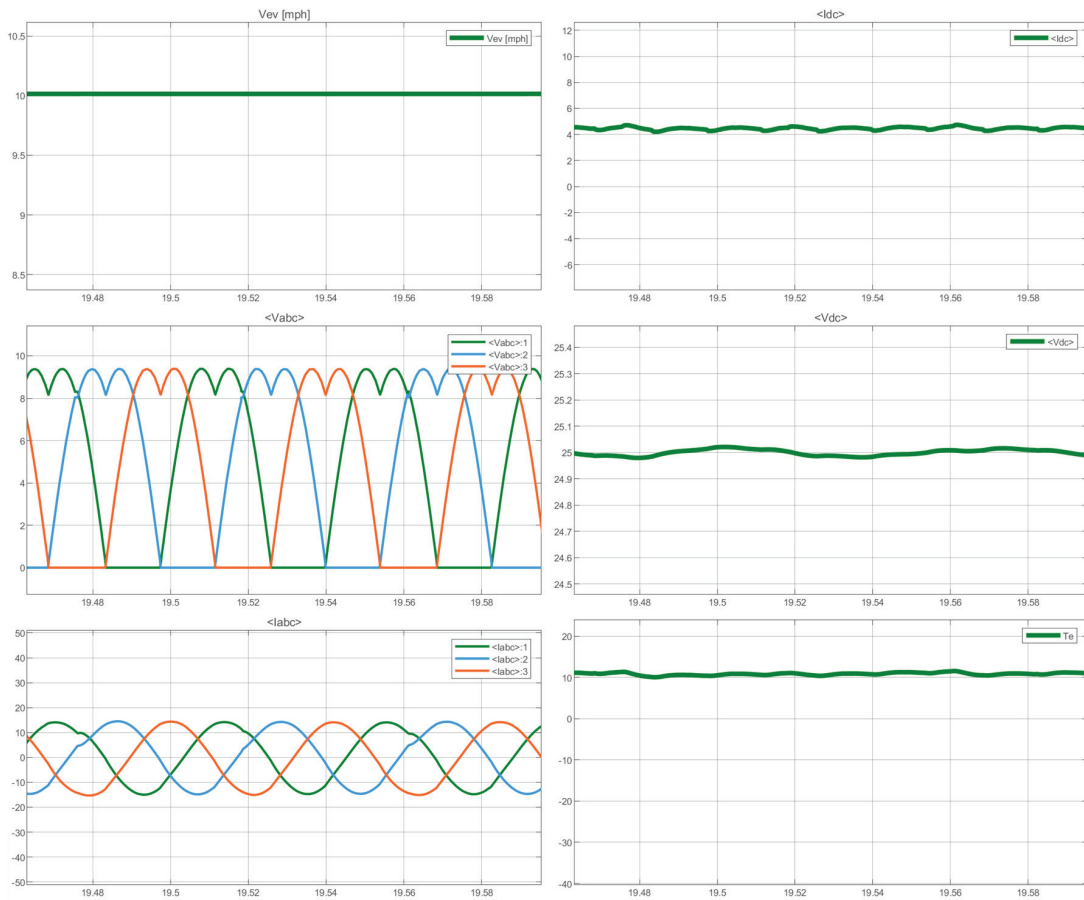 Vev [mph]
10.5
10
9.5
9
8.5
Vev [mph]
19.48 19.5 19.52 19.54 19.56 19.58
<Idc>
12
10
8
6
4
2
0
-2
-4
-6
<Idc>
19.48 19.5 19.52 19.54 19.56 19.58
<Vabc>
10
8
6
4
2
0
<Vabc>:1
<Vabc>:2
<Vabc>:3
19.48 19.5 19.52 19.54 19.56 19.58
<Vdc>
25.4
25.3
25.2
25.1
25
24.9
24.8
24.7
24.6
24.5
<Vdc>
19.48 19.5 19.52 19.54 19.56 19.58
<Iabc>
50
40
30
20
10
0
-10
-20
-30
-40
-50
<Iabc>:1
<Iabc>:2
<Iabc>:3
19.48 19.5 19.52 19.54 19.56 19.58
20
10
0
-10
-20
-30
-40
Te
19.48 19.5 19.52 19.54 19.56 19.58